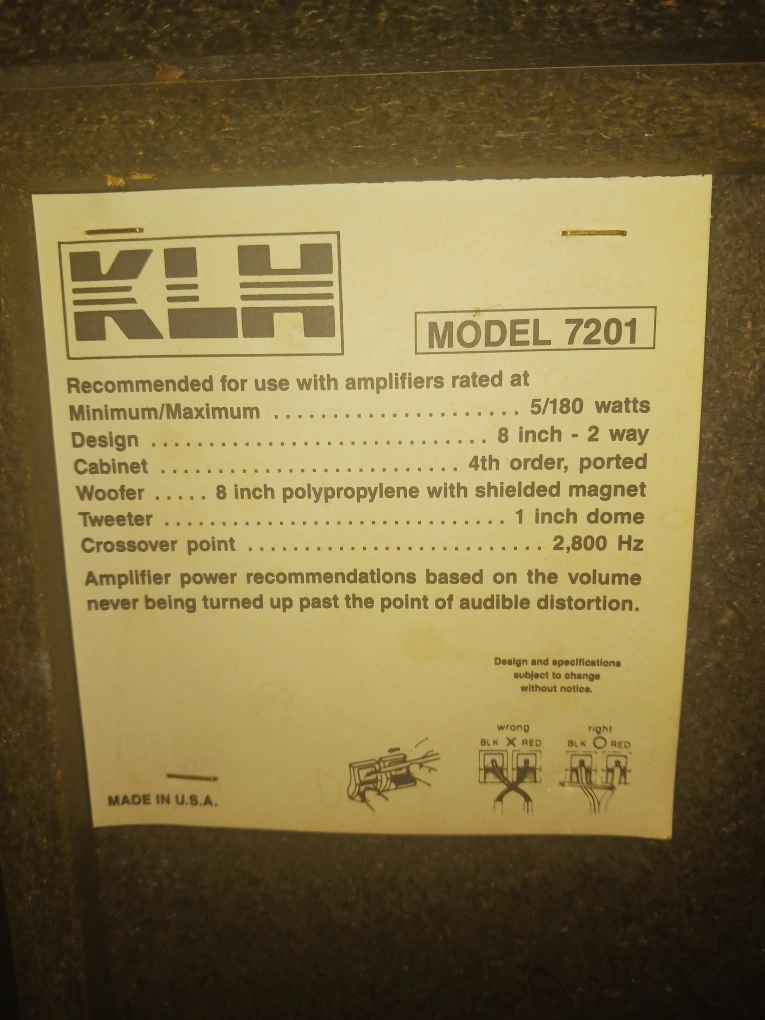 KLH
MODEL 7201
Recommended for use with amplifiers rated at
Minimum/Maximum ...................... 5/180 watts
Design ............................... 8 inch - 2 way
Cabinet ........................... 4th order, ported
Woofer ..... 8 inch polypropylene with shielded magnet
Tweeter ................................ 1 inch dome
Crossover point ........................... 2,800 Hz
Amplifier power recommendations based on the volume
never being turned up past the point of audible distortion.
Design and specifications
subject to change
without notice.
wrong right
BLK X RED BLK O RED
MADE IN U.S.A.